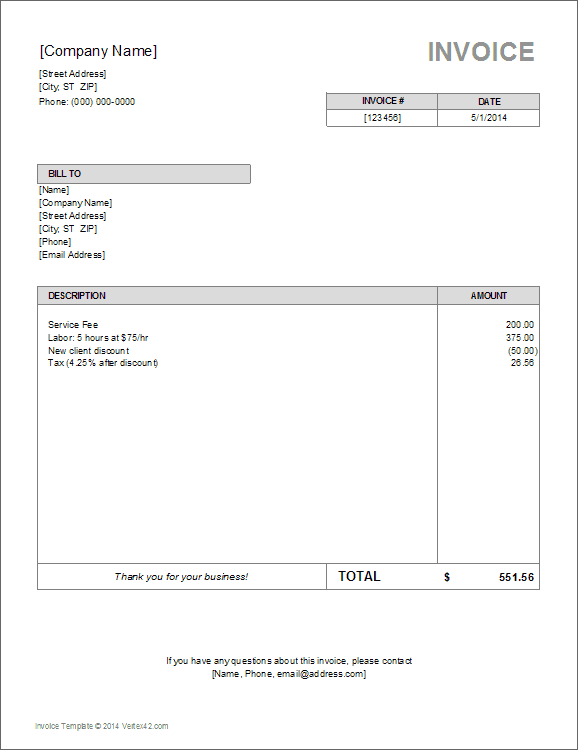 [Company Name]
INVOICE
[Street Address]
[City, ST ZIP]
Phone: (000) 000-0000
INVOICE # DATE
[123456] 5/1/2014
BILL TO
[Name]
[Company Name]
[Street Address]
[City, ST ZIP]
[Phone]
[Email Address]
DESCRIPTION AMOUNT
Service Fee 200.00
Labor: 5 hours at $75/hr 375.00
New client discount (50.00)
Tax (4.25% after discount) 26.56
Thank you for your business! TOTAL $ 551.56
If you have any questions about this invoice, please contact
[Name, Phone, email@address.com]
Invoice Template © 2014 Vertex42.com